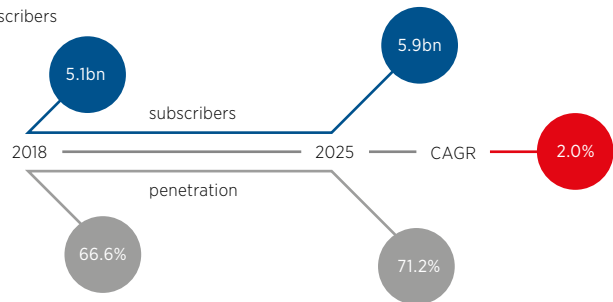 scribers
5.9bn
5.1bn
subscribers
2018 2025 CAGR 2.0%
penetration
66.6%
71.2%